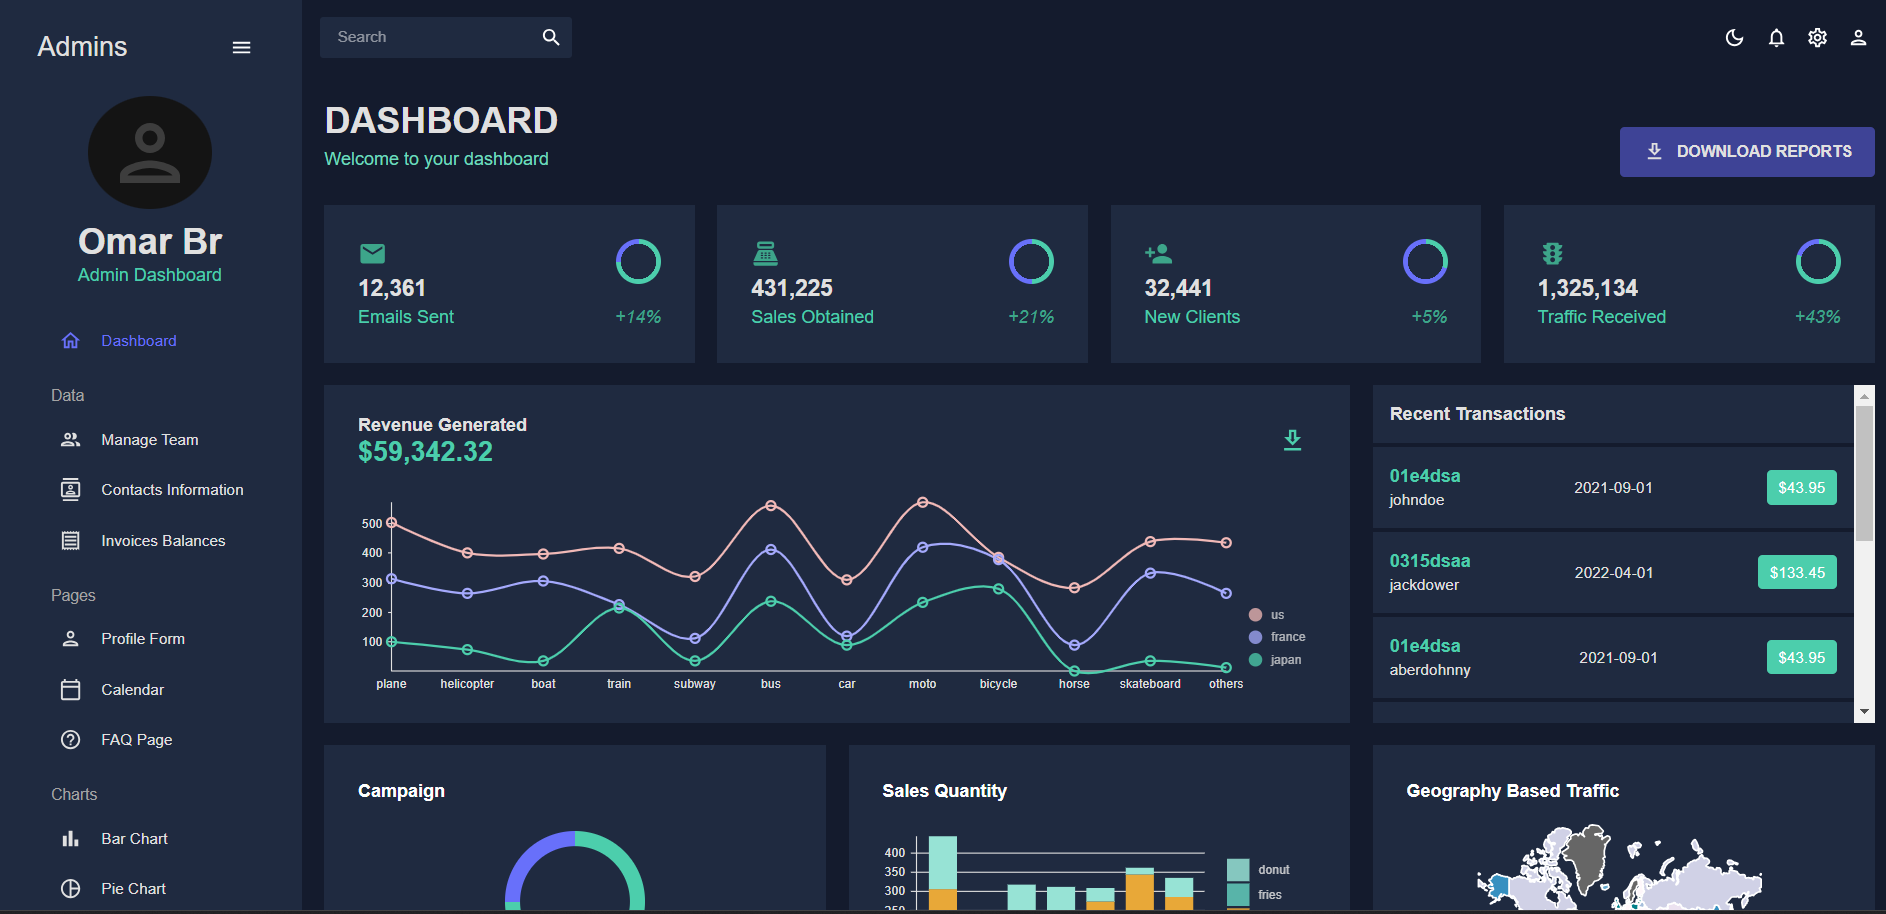 Admins
Omar Br
Admin Dashboard
Dashboard
Data
Manage Team
Contacts Information
Invoices Balances
Pages
Profile Form
Calendar
FAQ Page
Charts
Bar Chart
Pie Chart
Search
DASHBOARD
Welcome to your dashboard
DOWNLOAD REPORTS
12,361
Emails Sent
+14%
431,225
Sales Obtained
+21%
32,441
New Clients
+5%
1,325,134
Traffic Received
+43%
Revenue Generated
$59,342.32
500
400
300
200
100
plane helicopter boat train subway bus car moto bicycle horse skateboard others
us
france
japan
Recent Transactions
01e4dsa
johndoe
2021-09-01
$43.95
0315dsaa
jackdower
2022-04-01
$133.45
01e4dsa
aberdohnny
2021-09-01
$43.95
Campaign
Sales Quantity
400
350
300
250
donut
fries
Geography Based Traffic